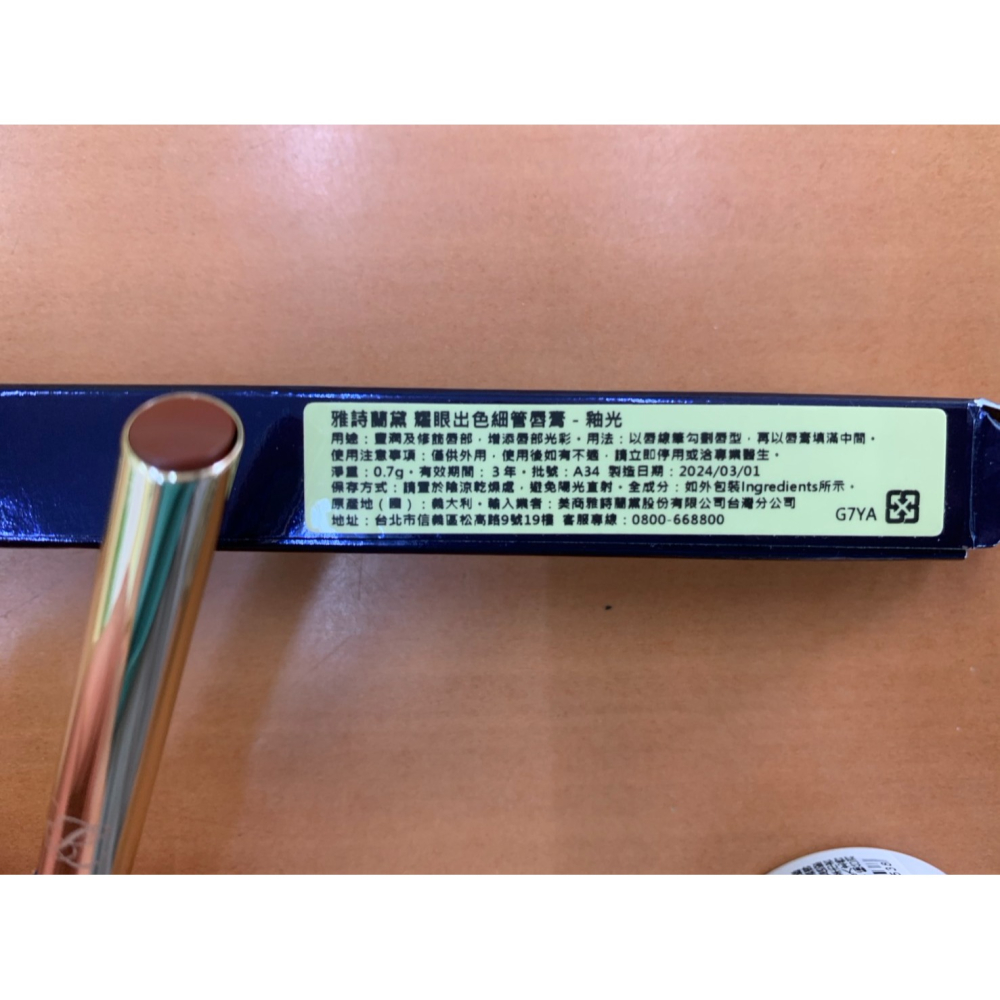 雅詩蘭黛 耀眼出色細管唇膏 - 釉光
用途：豐潤及修飾唇部，增添唇部光彩。用法：以唇線筆勾劃唇型，再以唇膏填滿中間。
使用注意事項：僅供外用，使用後如有不適，請立即停用或洽專業醫生。
淨重：0.7g。有效期間：3年。批號：A34 製造日期：2024/03/01
保存方式：請置於陰涼乾燥處，避免陽光直射。全成分：如外包裝Ingredients所示。
原產地（國）：義大利。輸入業者：美商雅詩蘭黛股份有限公司台灣分公司
地址：台北市信義區松高路9號19樓 客服專線：0800-668800
G7YA